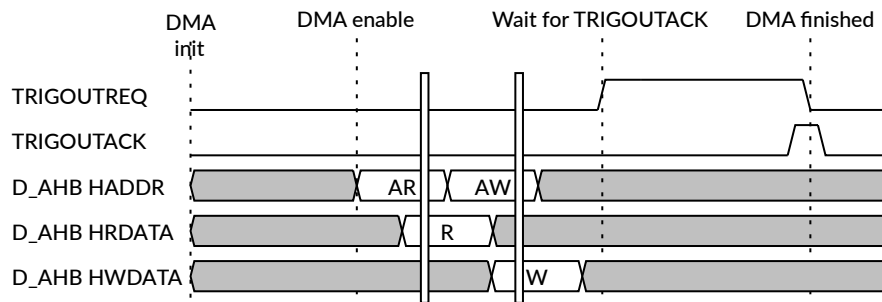 DMA init
DMA enable
Wait for TRIGOUTACK
DMA finished
TRIGOUTREQ
TRIGOUTACK
D_AHB HADDR
AR
AW
D_AHB HRDATA
R
D_AHB HWDATA
W